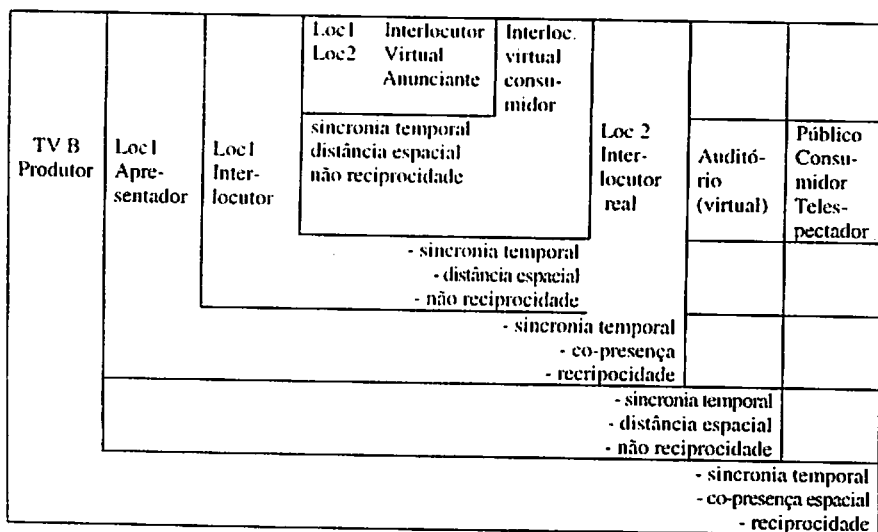 Loc1 Interlocutor
Loc2 Virtual
Anunciante
Interloc.
virtual
consu-
midor
sincronia temporal
distância espacial
não reciprocidade
TV B
Produtor
Loc1
Apre-
sentador
Loc1
Inter-
locutor
Loc 2
Inter-
locutor
real
Auditó-
rio
(virtual)
Público
Consu-
midor
Teles-
pectador
- sincronia temporal
- distância espacial
- não reciprocidade
- sincronia temporal
- co-presença
- recripocidade
- sincronia temporal
- distância espacial
- não reciprocidade
- sincronia temporal
- co-presença espacial
- reciprocidade